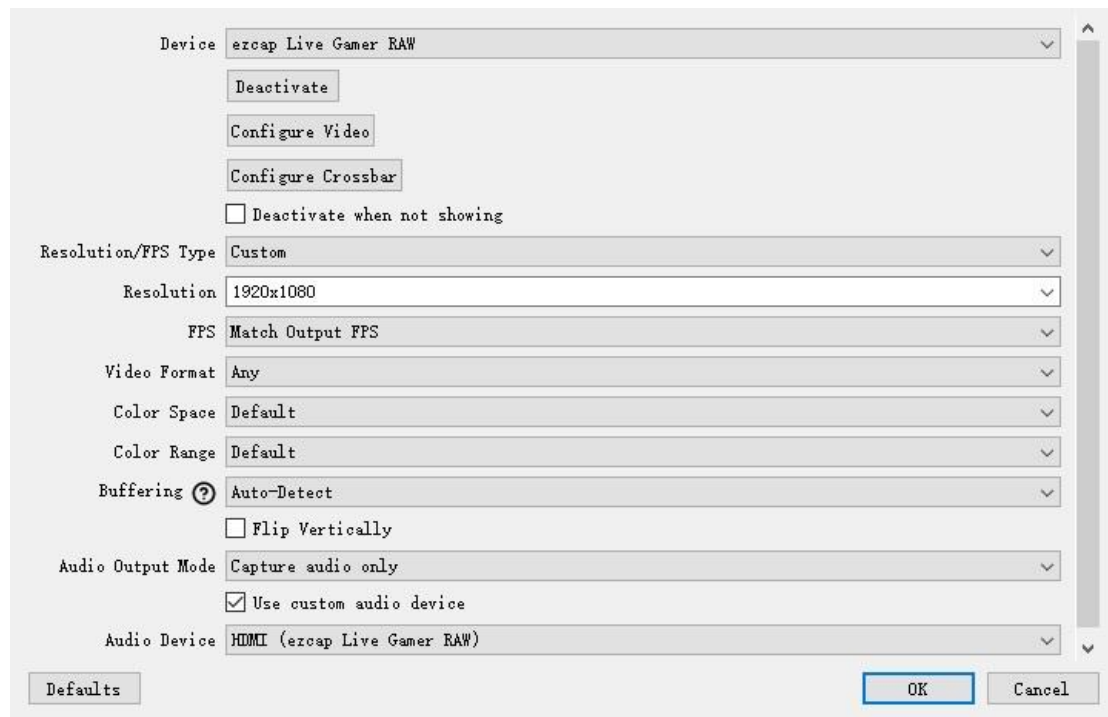 Device ezcap Live Gamer RAW
Deactivate
Configure Video
Configure Crossbar
Deactivate when not showing
Resolution/FPS Type Custom
Resolution 1920x1080
FPS Match Output FPS
Video Format Any
Color Space Default
Color Range Default
Buffering ? Auto-Detect
Flip Vertically
Audio Output Mode Capture audio only
Use custom audio device
Audio Device HDMI (ezcap Live Gamer RAW)
Defaults OK Cancel